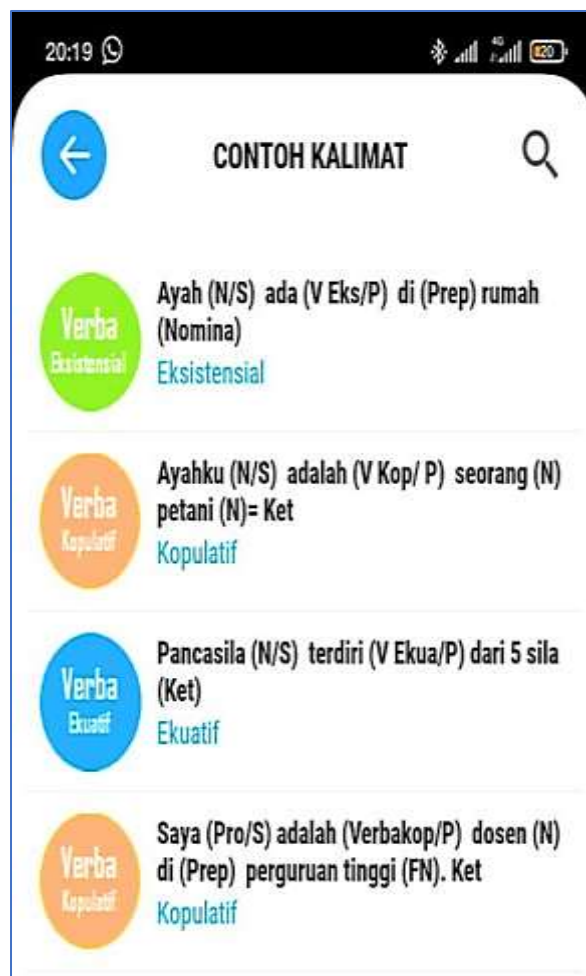 20:19
4G
20
CONTOH KALIMAT
Verba
Eksistensial
Ayah (N/S) ada (V Eks/P) di (Prep) rumah
(Nomina)
Eksistensial
Verba
Kopulatif
Ayahku (N/S) adalah (V Kop/ P) seorang (N)
petani (N)= Ket
Kopulatif
Verba
Ekuatif
Pancasila (N/S) terdiri (V Ekua/P) dari 5 sila
(Ket)
Ekuatif
Verba
Kopulatif
Saya (Pro/S) adalah (Verbakop/P) dosen (N)
di (Prep) perguruan tinggi (FN). Ket
Kopulatif